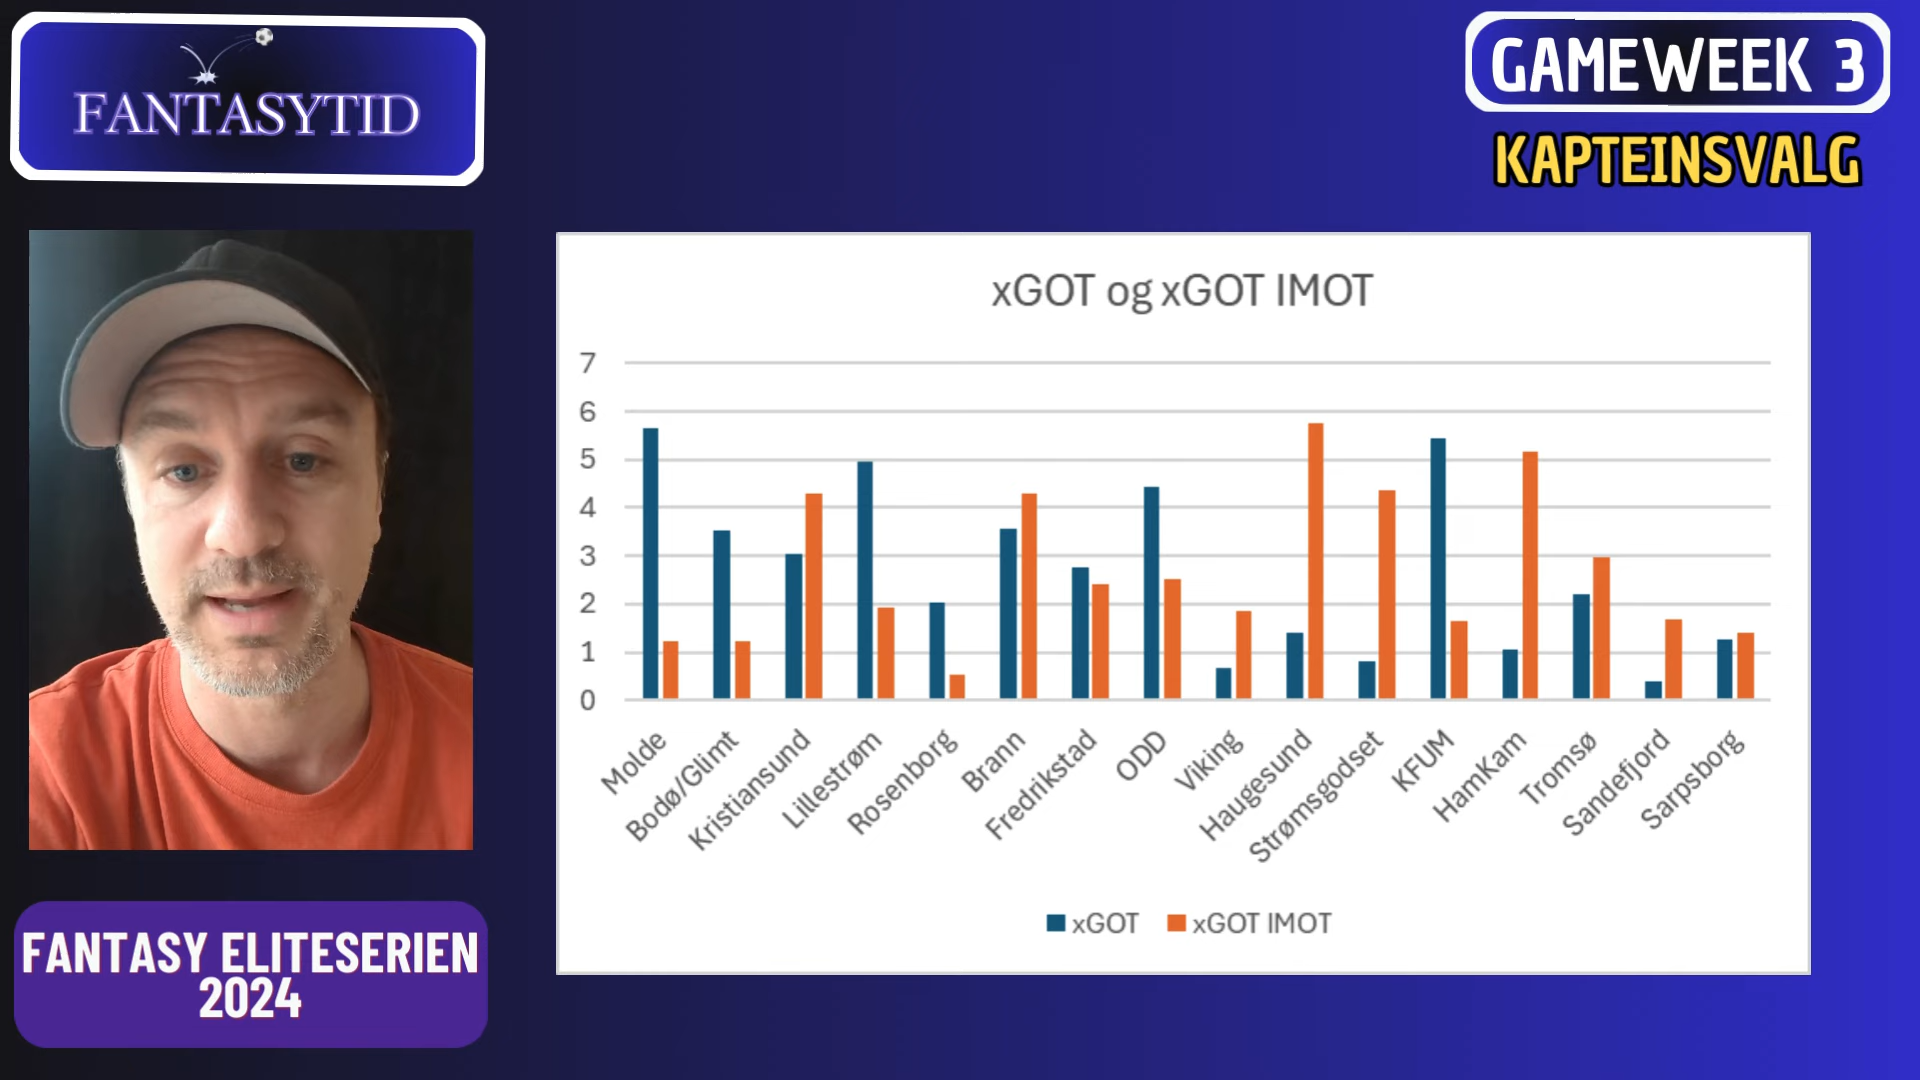 FANTASYTID
GAMEWEEK 3
KAPTEINSVALG
xGOT og xGOT IMOT
7
6
5
4
3
2
1
0
Molde
Bodø/Glimt
Kristiansund
Lillestrøm
Rosenborg
Brann
Fredrikstad
ODD
Viking
Haugesund
Strømsgodset
KFUM
HamKam
Tromsø
Sandefjord
Sarpsborg
xGOT xGOT IMOT
FANTASY ELITESERIEN
2024